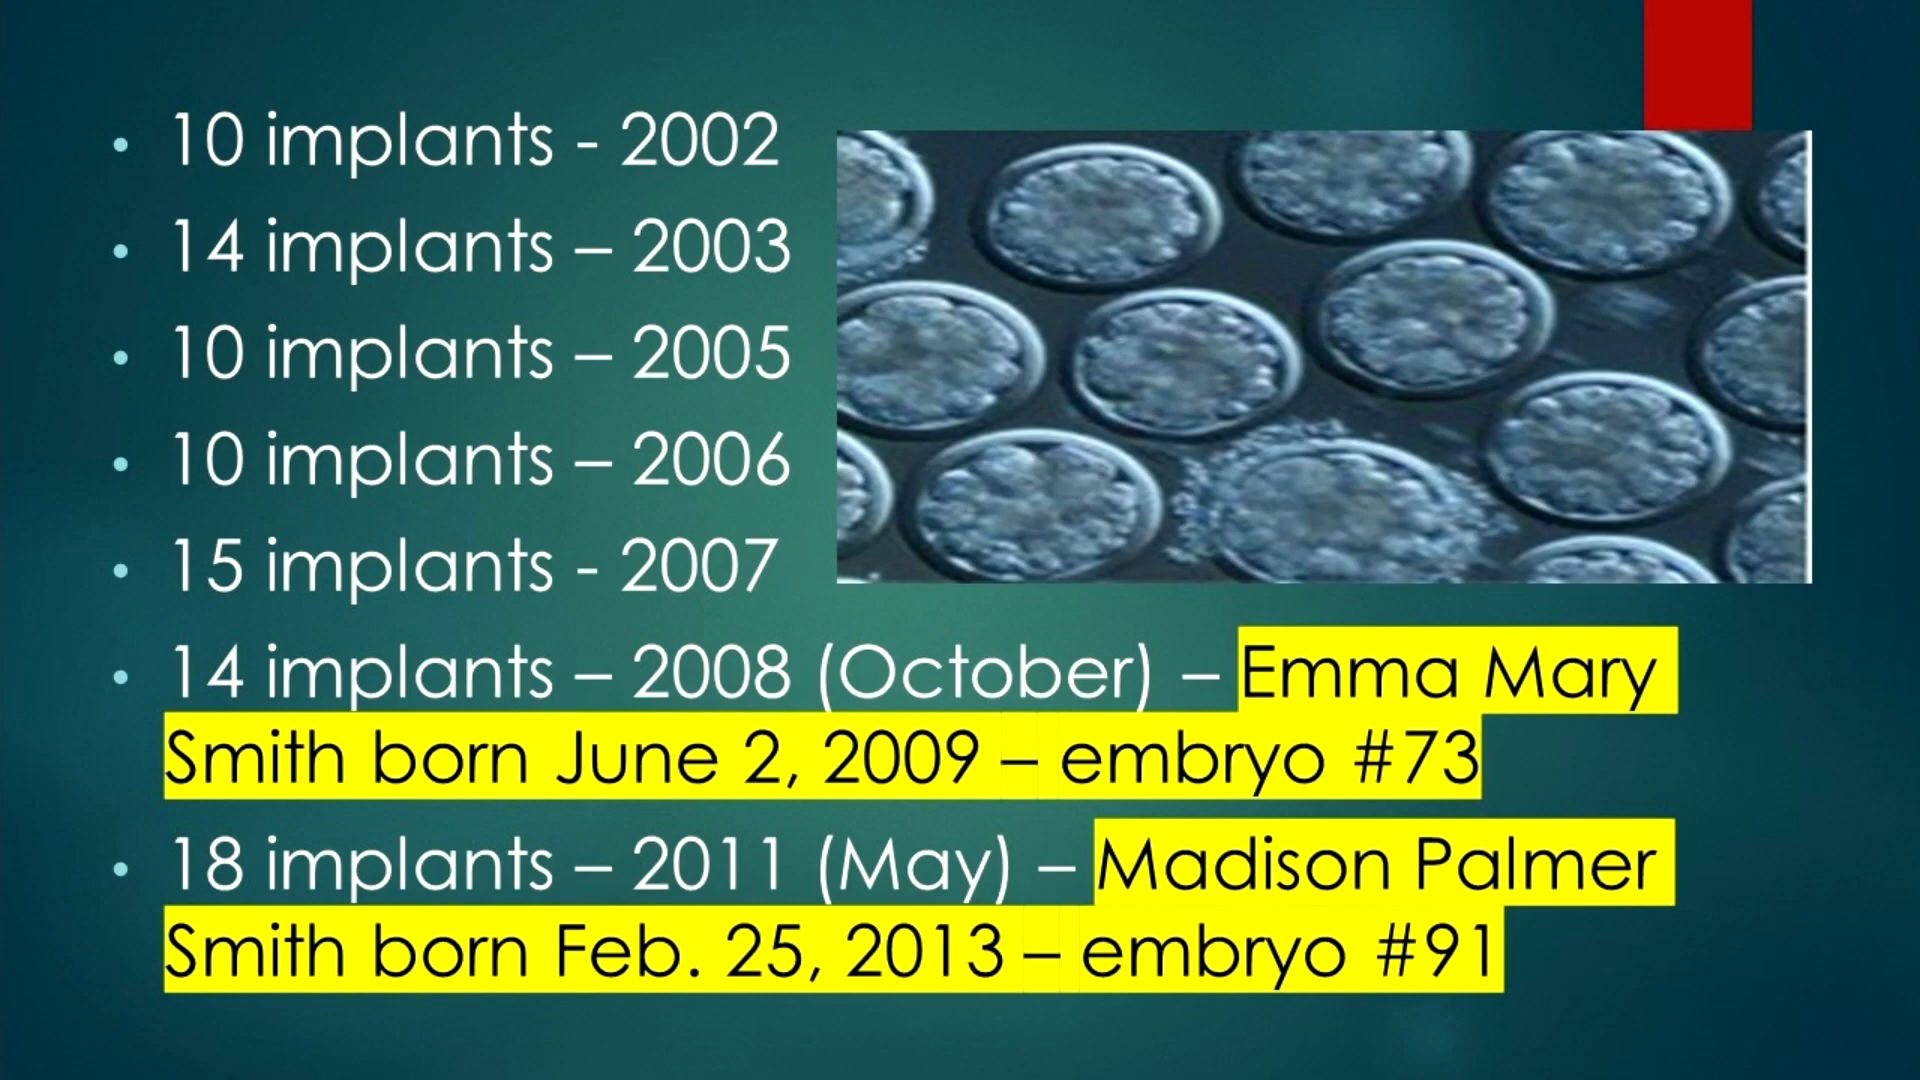 • 10 implants - 2002
• 14 implants – 2003
• 10 implants – 2005
• 10 implants – 2006
• 15 implants - 2007
• 14 implants – 2008 (October) – Emma Mary
Smith born June 2, 2009 – embryo #73
• 18 implants – 2011 (May) – Madison Palmer
Smith born Feb. 25, 2013 – embryo #91